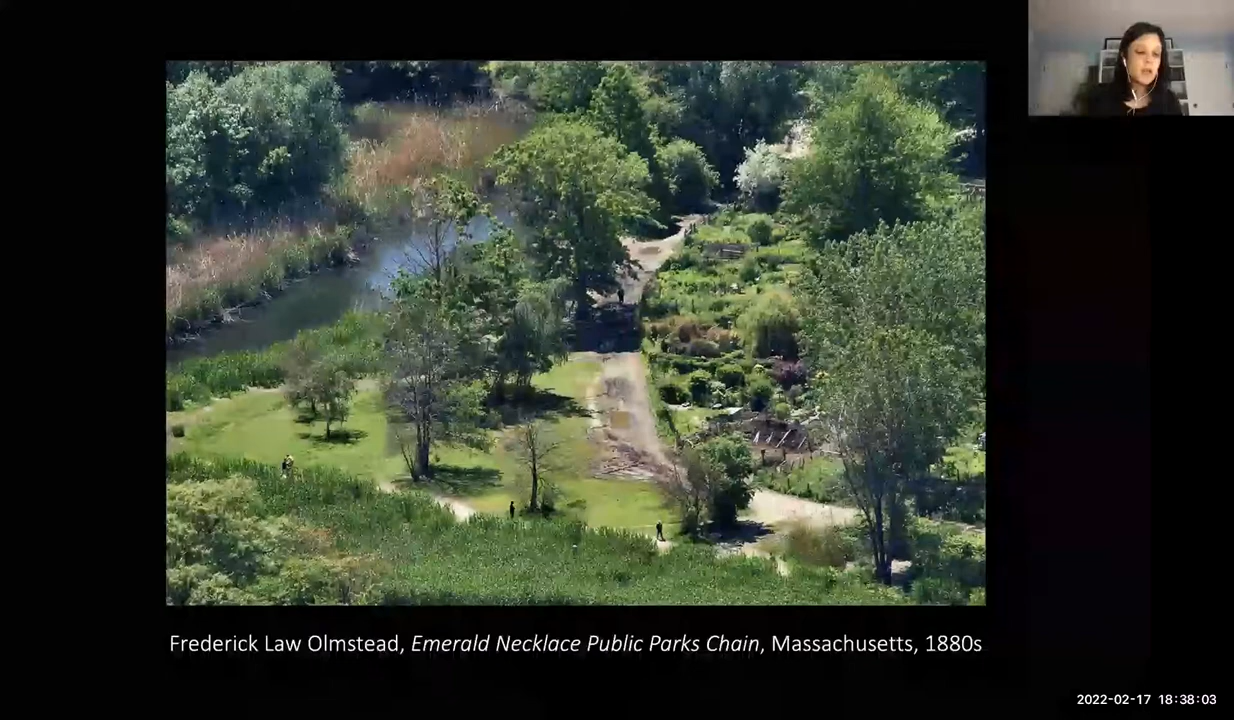 Frederick Law Olmstead, Emerald Necklace Public Parks Chain, Massachusetts, 1880s
2022-02-17 18:38:03